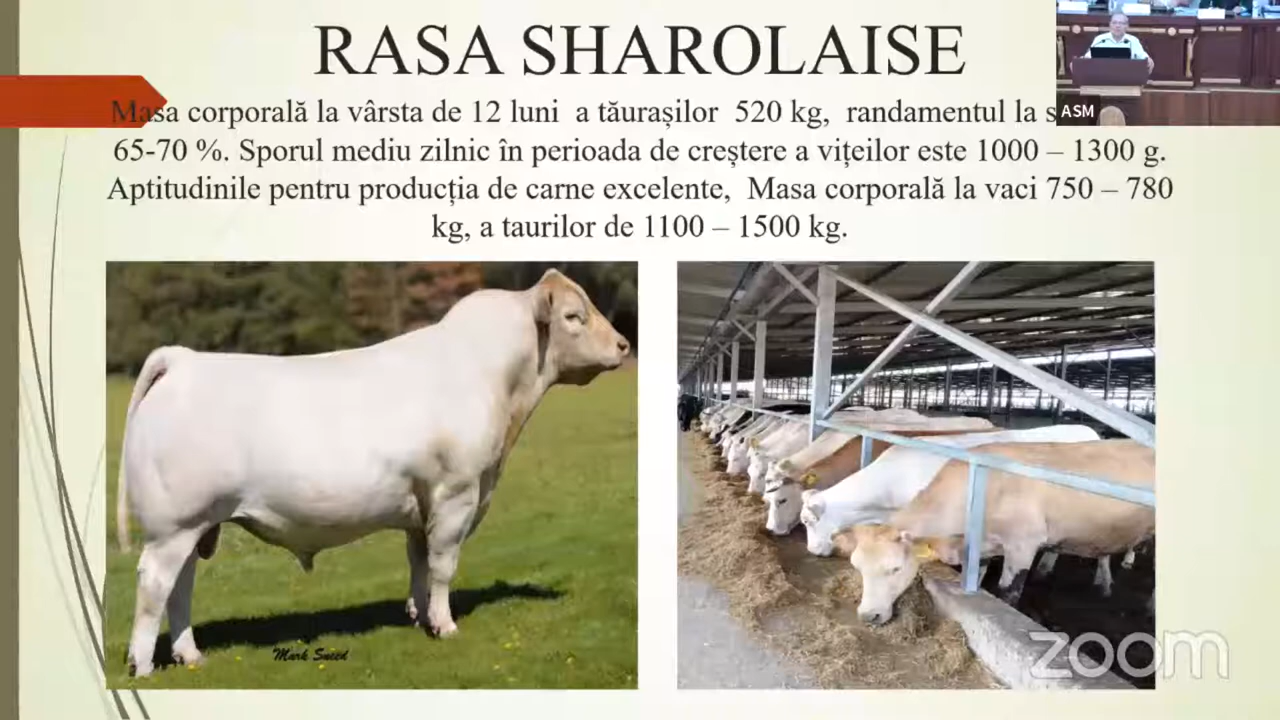 RASA SHAROLAISE
Masa corporală la vârsta de 12 luni a tăurașilor 520 kg, randamentul la
65-70 %. Sporul mediu zilnic în perioada de creștere a vițeilor este 1000 – 1300 g.
Aptitudinile pentru producția de carne excelente, Masa corporală la vaci 750 – 780
kg, a taurilor de 1100 – 1500 kg.
ASM
Mark Sneed
zoom